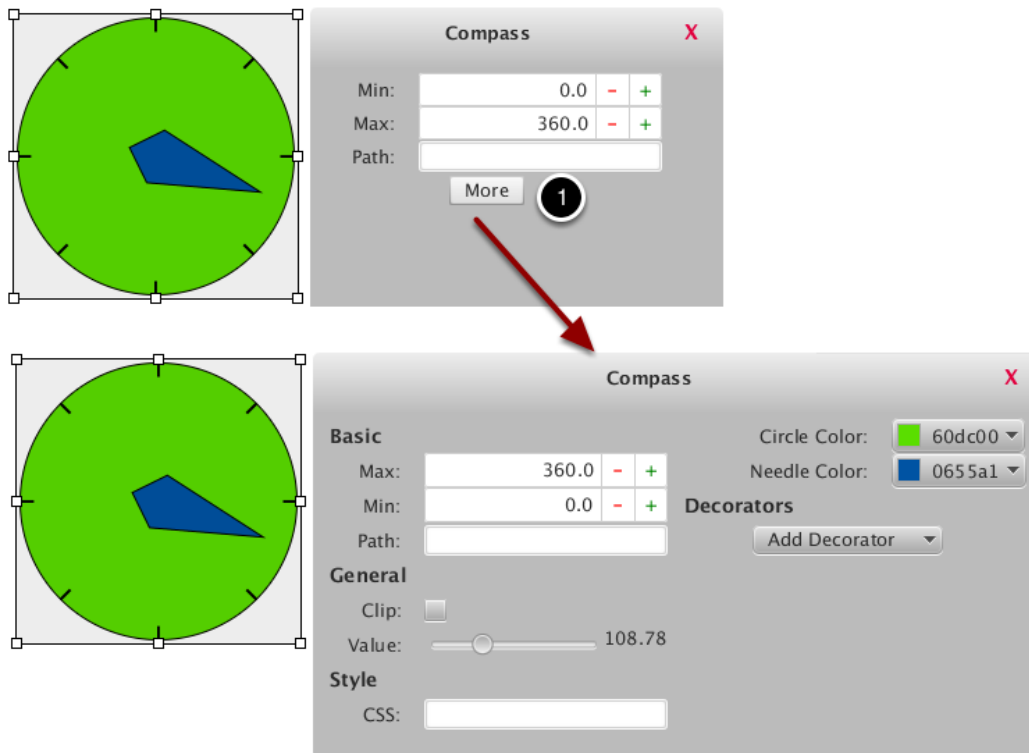 Compass X
Min: 0.0 - +
Max: 360.0 - +
Path:
More 1
Compass X
Basic
Max: 360.0 - +
Min: 0.0 - +
Path:
General
Clip:
Value: 108.78
Style
CSS:
Circle Color: 60dc00
Needle Color: 0655a1
Decorators
Add Decorator